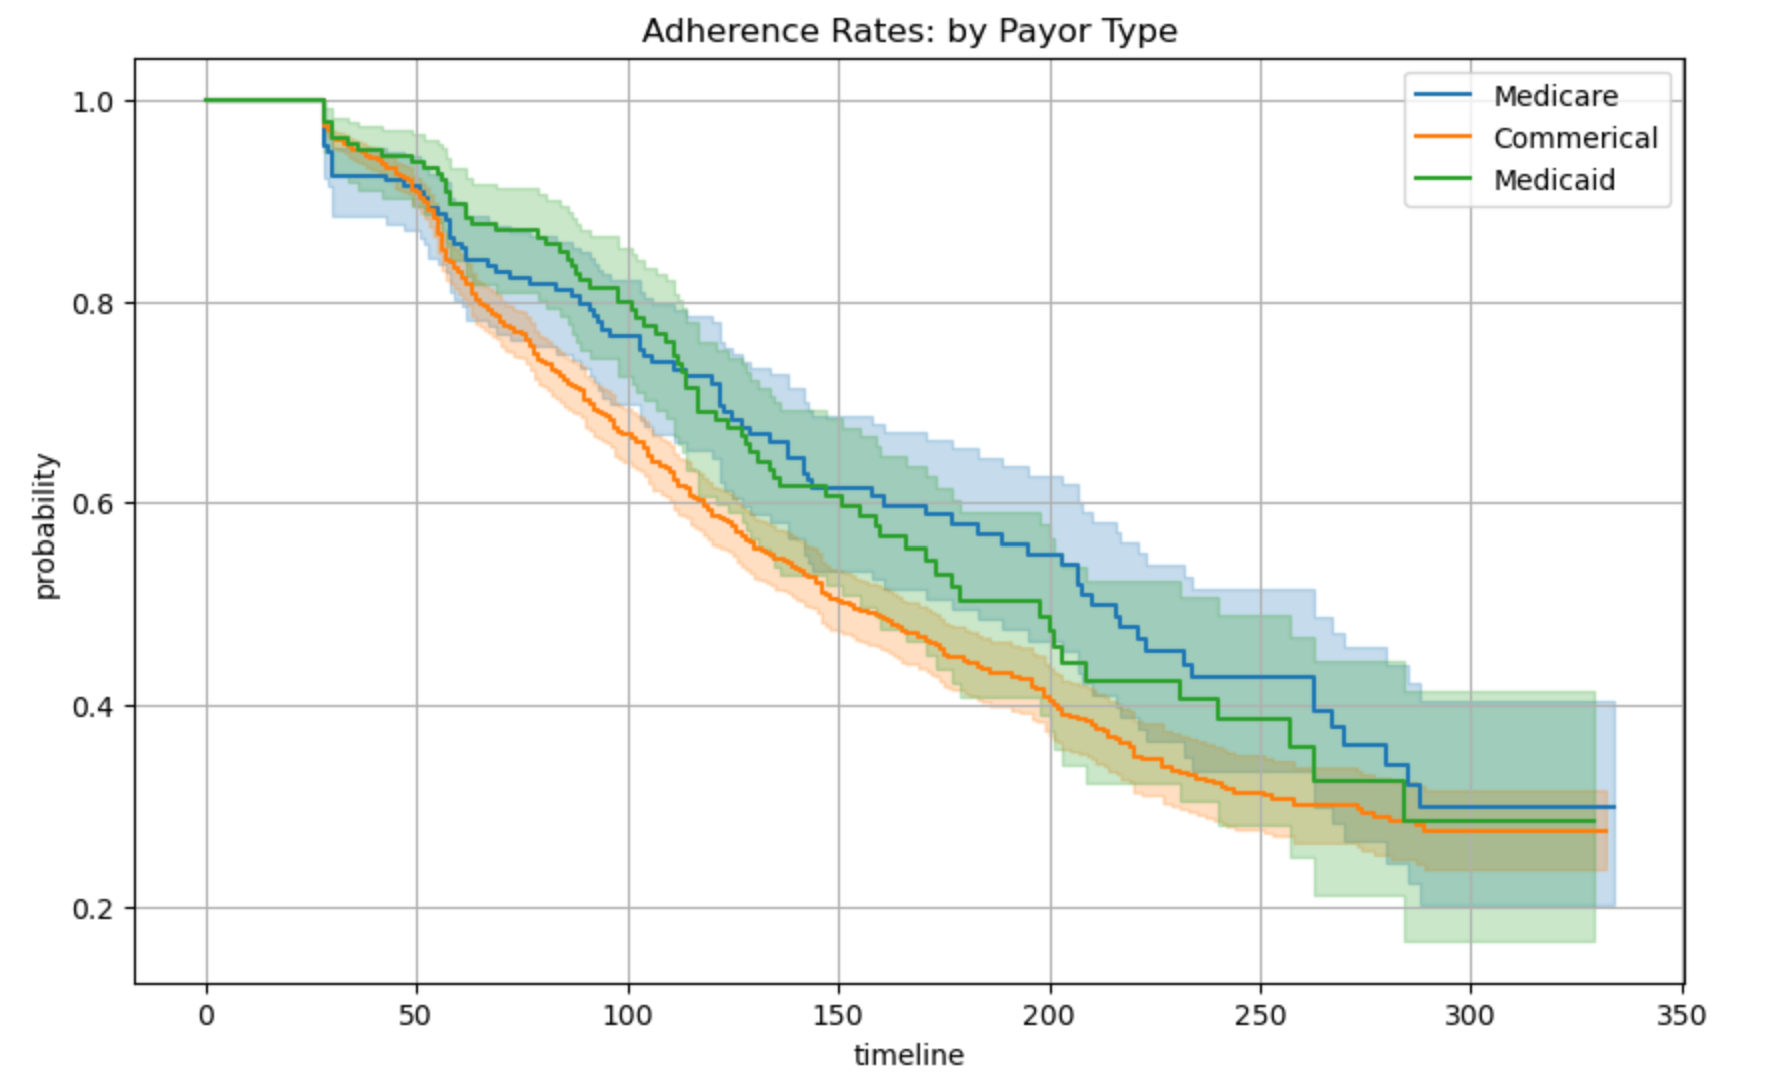 Adherence Rates: by Payor Type
Medicare
Commerical
Medicaid
probability
1.0
0.8
0.6
0.4
0.2
0 50 100 150 200 250 300 350
timeline